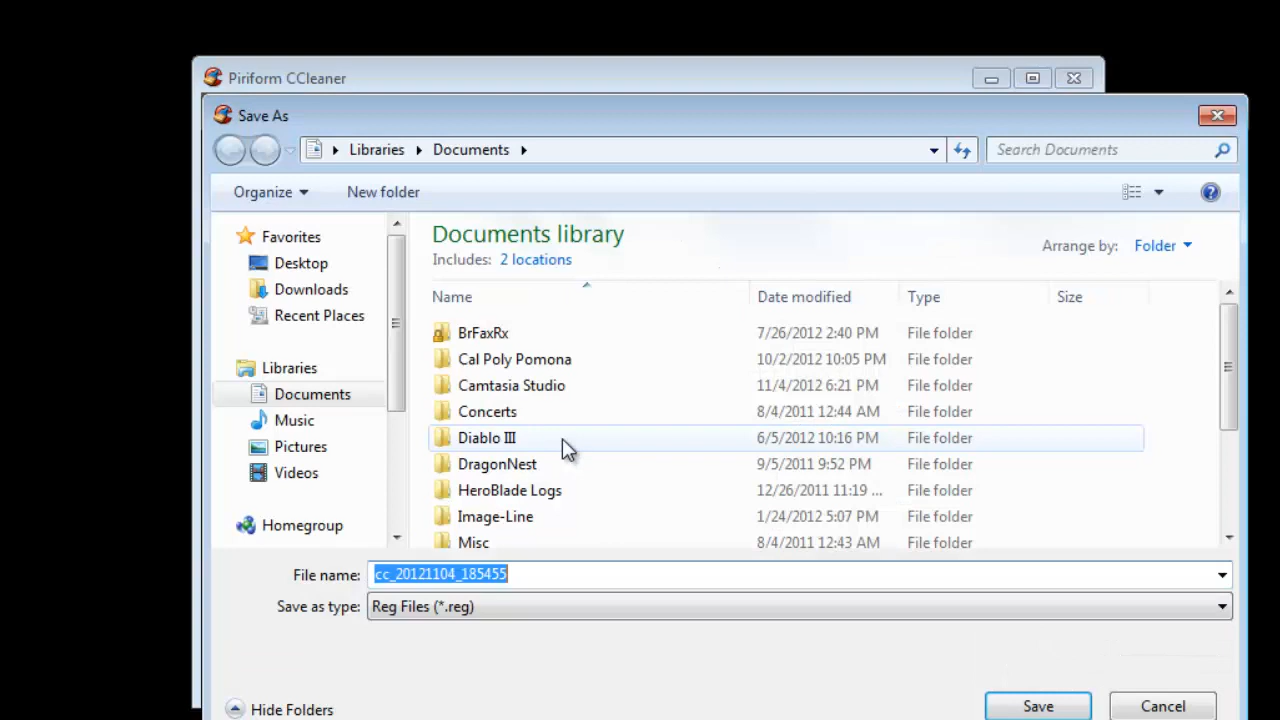 Piriform CCleaner
Save As
Libraries Documents Search Documents
Organize New folder
Documents library
Includes: 2 locations
Arrange by: Folder
Favorites
Desktop
Downloads
Recent Places
Libraries
Documents
Music
Pictures
Videos
Homegroup
Name Date modified Type Size
BrFaxRx 7/26/2012 2:40 PM File folder
Cal Poly Pomona 10/2/2012 10:05 PM File folder
Camtasia Studio 11/4/2012 6:21 PM File folder
Concerts 8/4/2011 12:44 AM File folder
Diablo III 6/5/2012 10:16 PM File folder
DragonNest 9/5/2011 9:52 PM File folder
HeroBlade Logs 12/26/2011 11:19 ... File folder
Image-Line 1/24/2012 5:07 PM File folder
Misc 8/4/2011 12:43 AM File folder
File name: cc_20121104_185455
Save as type: Reg Files (*.reg)
Hide Folders Save Cancel